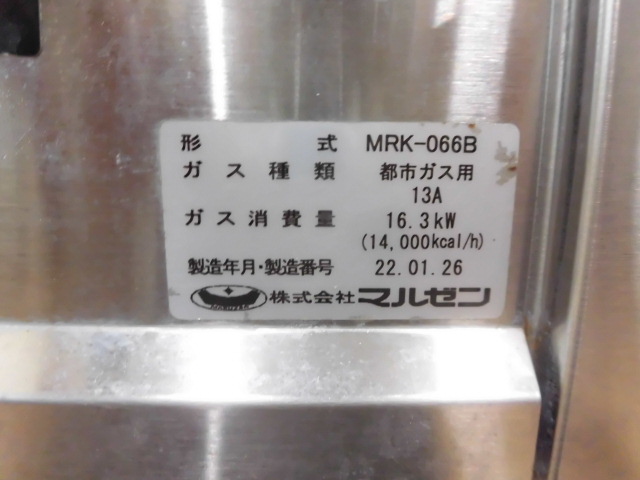 形式 MRK-066B
ガス種類 都市ガス用
13A
ガス消費量 16.3kW
(14,000kcal/h)
製造年月・製造番号 22.01.26
株式会社マルゼン